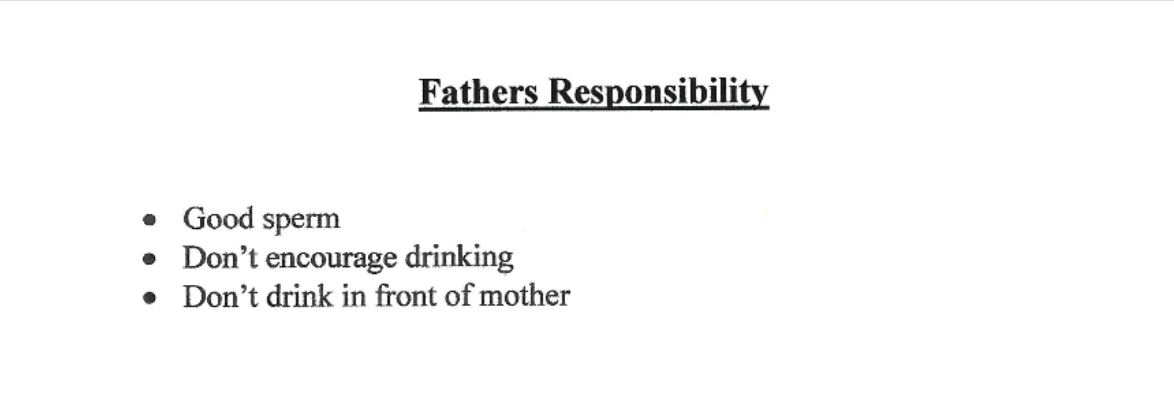 Fathers Responsibility
• Good sperm
• Don't encourage drinking
• Don't drink in front of mother